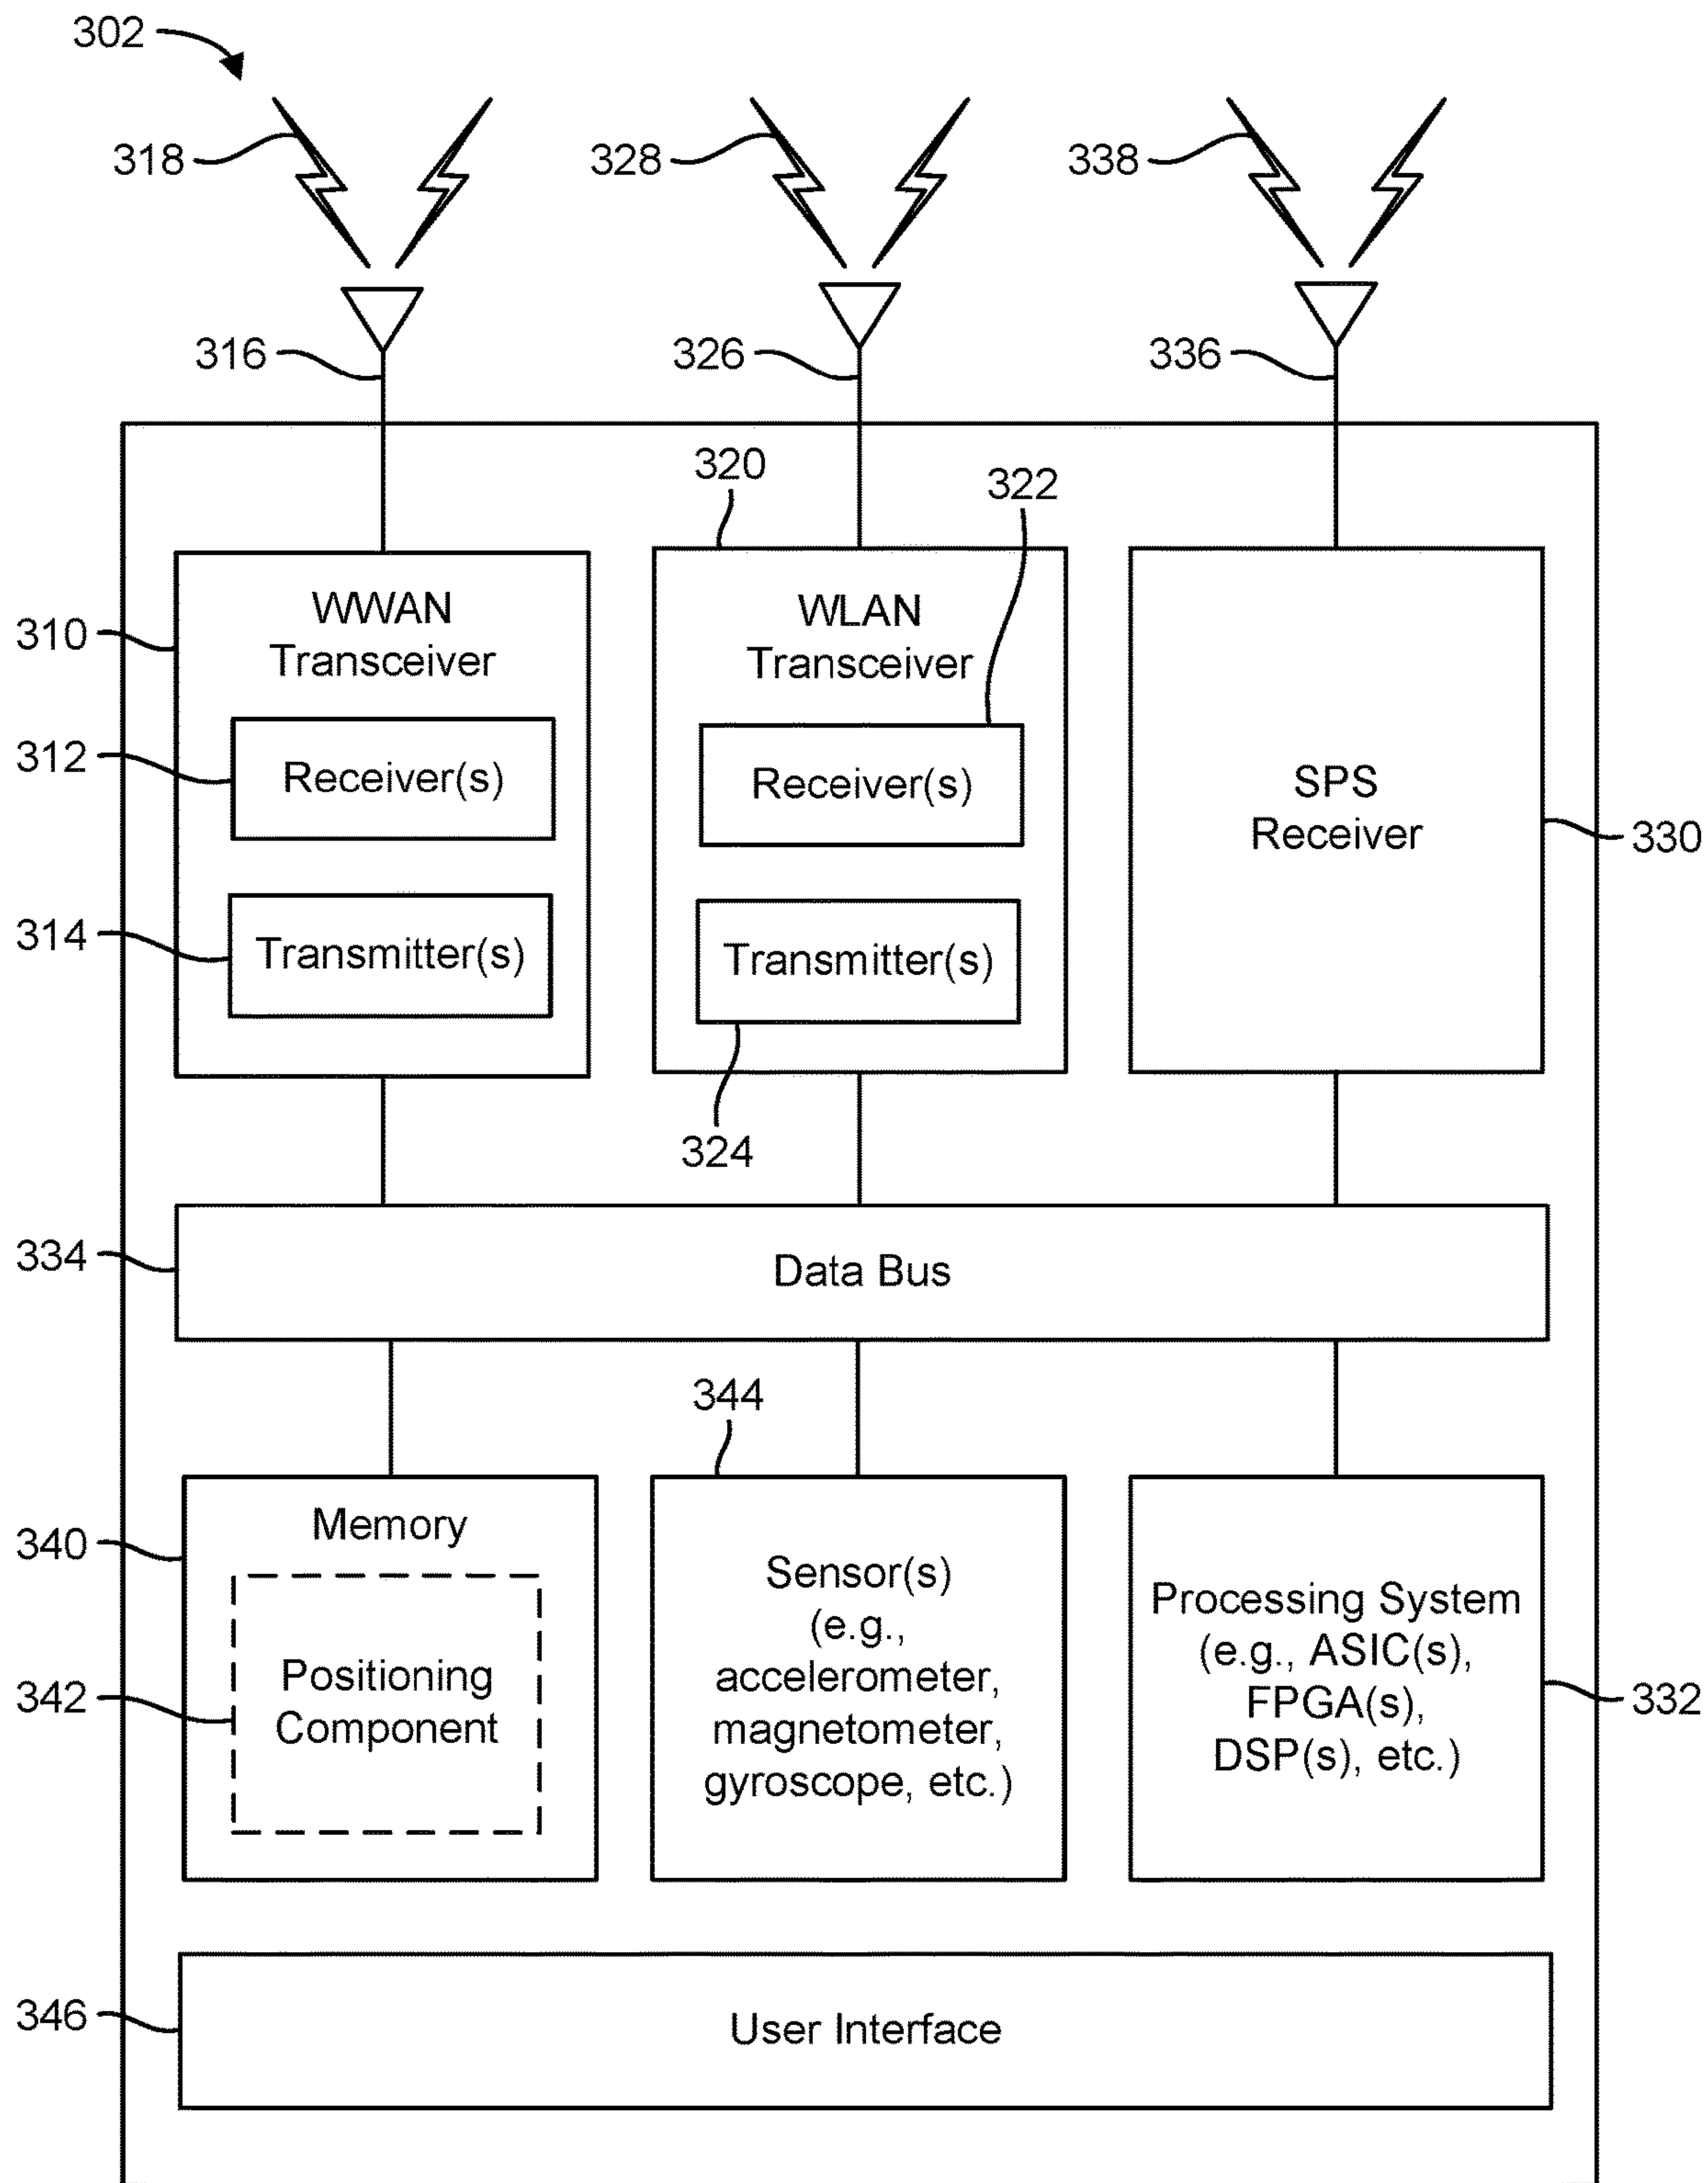 302
318
328
338
316
326
336
320
322
310
WWAN
Transceiver
WLAN
Transceiver
312
Receiver(s)
Receiver(s)
SPS
Receiver
330
314
Transmitter(s)
Transmitter(s)
324
334
Data Bus
344
340
Memory
342
Positioning
Component
Sensor(s)
(e.g.,
accelerometer,
magnetometer,
gyroscope, etc.)
Processing System
(e.g., ASIC(s),
FPGA(s),
DSP(s), etc.)
332
346
User Interface